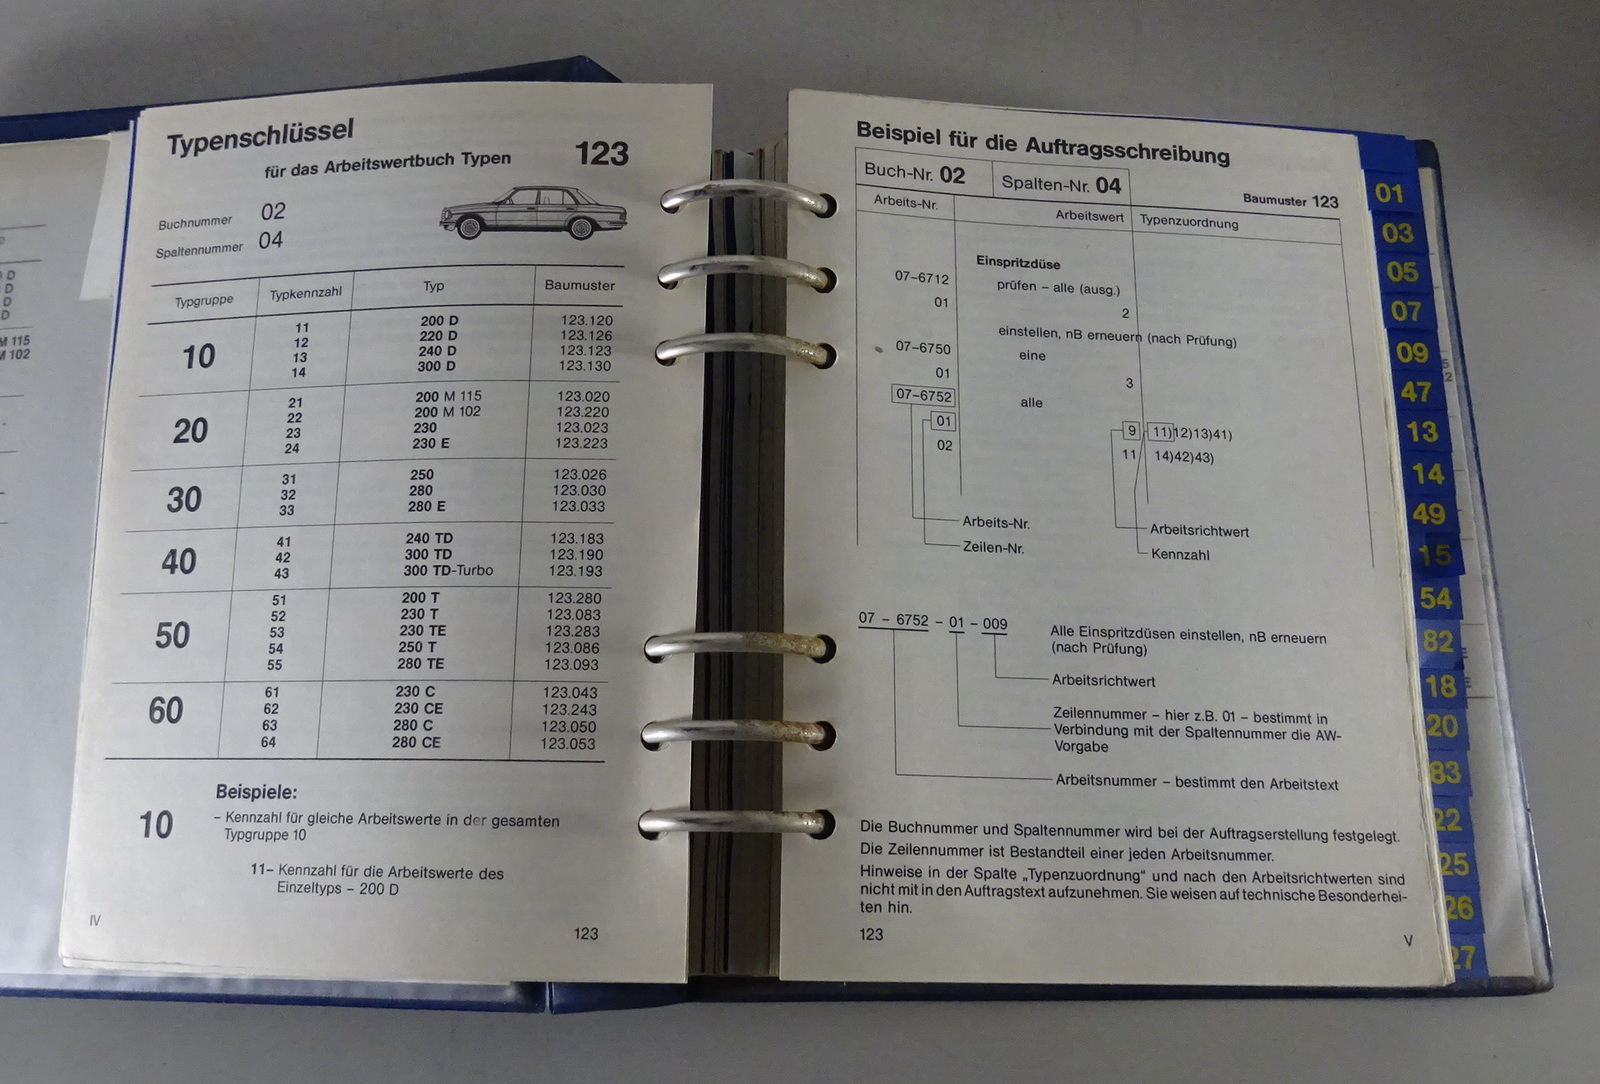 Typenschlüssel
für das Arbeitswertbuch Typen 123
Buchnummer 02
Spaltennummer 04
Typgruppe Typkennzahl Typ Baumuster
10
11 200 D 123.120
12 220 D 123.126
13 240 D 123.123
14 300 D 123.130
20
21 200 M 115 123.020
22 200 M 102 123.220
23 230 123.023
24 230 E 123.223
30
31 250 123.026
32 280 123.030
33 280 E 123.033
40
41 240 TD 123.183
42 300 TD 123.190
43 300 TD-Turbo 123.193
50
51 200 T 123.280
52 230 T 123.083
53 230 TE 123.283
54 250 T 123.086
55 280 TE 123.093
60
61 230 C 123.043
62 230 CE 123.243
63 280 C 123.050
64 280 CE 123.053
Beispiele:
10 – Kennzahl für gleiche Arbeitswerte in der gesamten
Typgruppe 10
11– Kennzahl für die Arbeitswerte des
Einzeltyps – 200 D
IV
123
Beispiel für die Auftragsschreibung
Buch-Nr. 02 Spalten-Nr. 04 Baumuster 123
Arbeits-Nr. Arbeitswert Typenzuordnung
Einspritzdüse
07–6712 prüfen – alle (ausg.)
01 2
einstellen, nB erneuern (nach Prüfung)
07–6750 eine
01 3
07–6752 alle
01 9 11)12)13)41)
02 11 14)42)43)
Arbeits-Nr. Arbeitsrichtwert
Zeilen-Nr. Kennzahl
07 – 6752 – 01 – 009
Alle Einspritzdüsen einstellen, nB erneuern
(nach Prüfung)
Arbeitsrichtwert
Zeilennummer – hier z.B. 01 – bestimmt in
Verbindung mit der Spaltennummer die AW-
Vorgabe
Arbeitsnummer – bestimmt den Arbeitstext
Die Buchnummer und Spaltennummer wird bei der Auftragserstellung festgelegt.
Die Zeilennummer ist Bestandteil einer jeden Arbeitsnummer.
Hinweise in der Spalte „Typenzuordnung" und nach den Arbeitsrichtwerten sind
nicht mit in den Auftragstext aufzunehmen. Sie weisen auf technische Besonderhei-
ten hin.
123
V
01
03
05
07
09
47
13
14
49
15
54
82
18
20
83
22
25
26
27
M 115
M 102